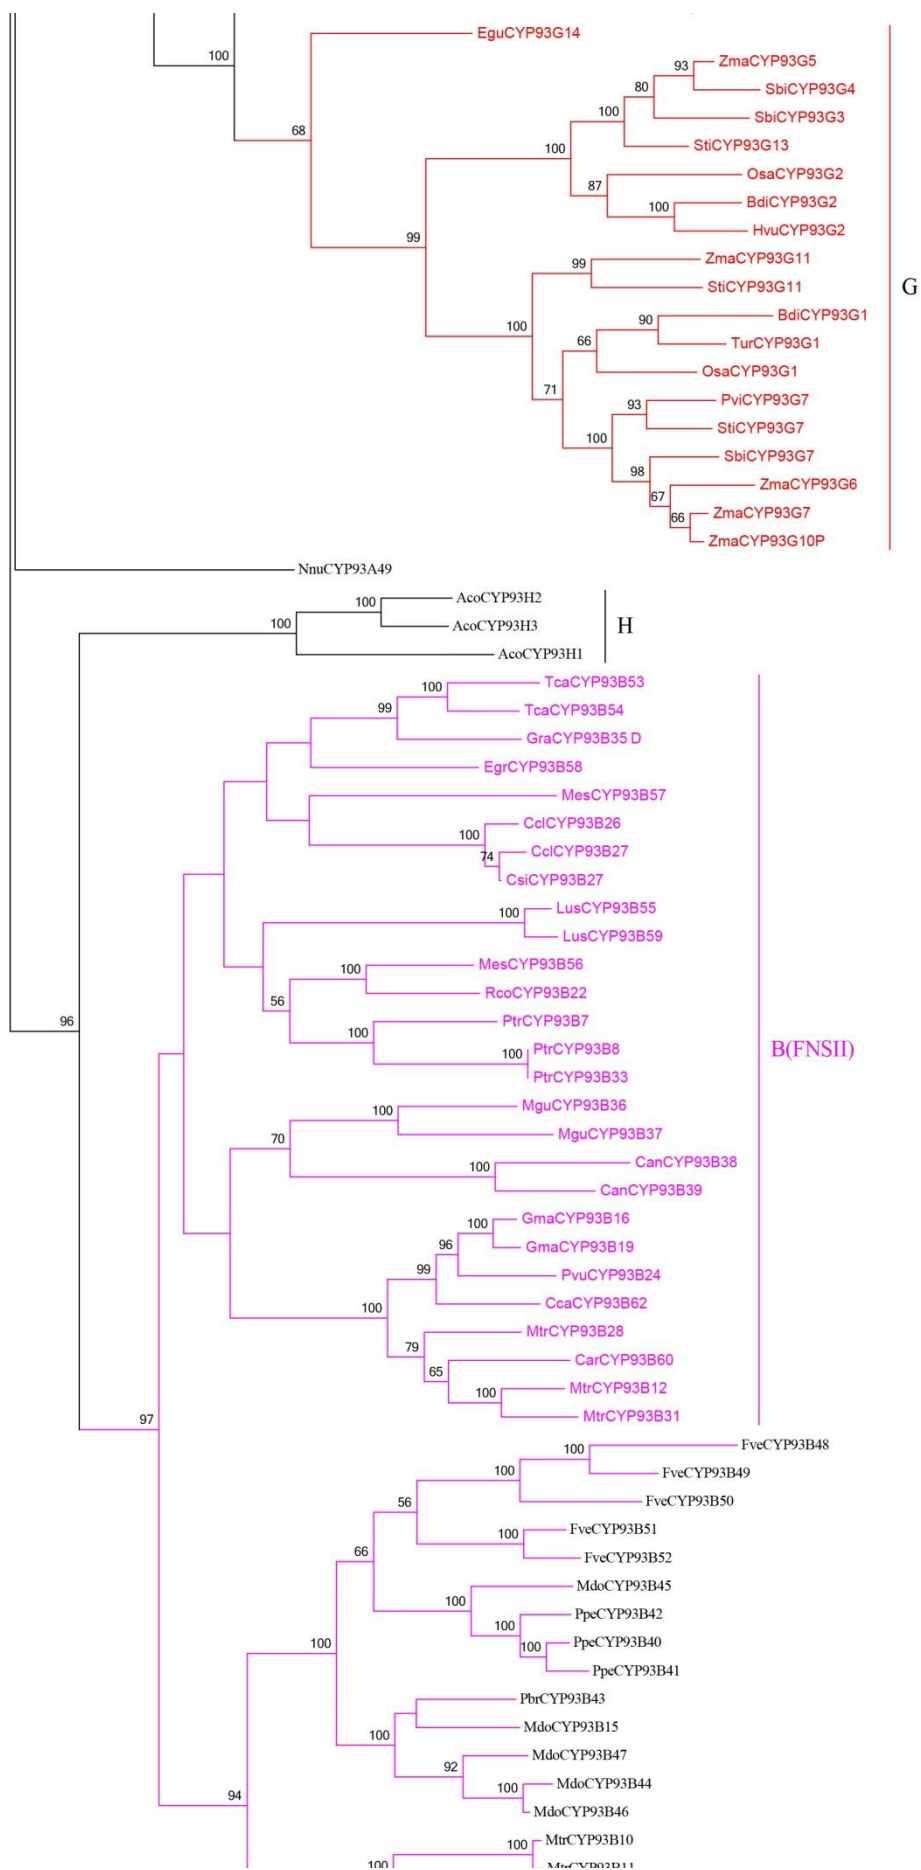 EguCYP93G14
100
ZmaCYP93G5
93
SbiCYP93G4
80
SbiCYP93G3
100
68
StiCYP93G13
100
OsaCYP93G2
87
BdiCYP93G2
100
HvuCYP93G2
99
ZmaCYP93G11
99
StiCYP93G11
G
BdiCYP93G1
90
100
TurCYP93G1
66
OsaCYP93G1
71
PviCYP93G7
93
StiCYP93G7
100
SbiCYP93G7
98
ZmaCYP93G6
67
ZmaCYP93G7
66
ZmaCYP93G10P
NnuCYP93A49
AcoCYP93H2
100
AcoCYP93H3
100
H
AcoCYP93H1
TcaCYP93B53
100
99
TcaCYP93B54
GraCYP93B35 D
EgrCYP93B58
MesCYP93B57
CclCYP93B26
100
CclCYP93B27
74
CsiCYP93B27
LusCYP93B55
100
LusCYP93B59
MesCYP93B56
100
RcoCYP93B22
56
96
PtrCYP93B7
100
PtrCYP93B8
100
B(FNSII)
PtrCYP93B33
MguCYP93B36
100
MguCYP93B37
70
CanCYP93B38
100
CanCYP93B39
GmaCYP93B16
100
GmaCYP93B19
96
PvuCYP93B24
99
CcaCYP93B62
100
MtrCYP93B28
79
CarCYP93B60
65
MtrCYP93B12
100
MtrCYP93B31
97
FveCYP93B48
100
FveCYP93B49
100
FveCYP93B50
56
FveCYP93B51
100
FveCYP93B52
66
MdoCYP93B45
100
PpeCYP93B42
100
PpeCYP93B40
100
100
PpeCYP93B41
PbrCYP93B43
MdoCYP93B15
100
MdoCYP93B47
92
MdoCYP93B44
100
94
MdoCYP93B46
MtrCYP93B10
100
100
MtrCYP93B11